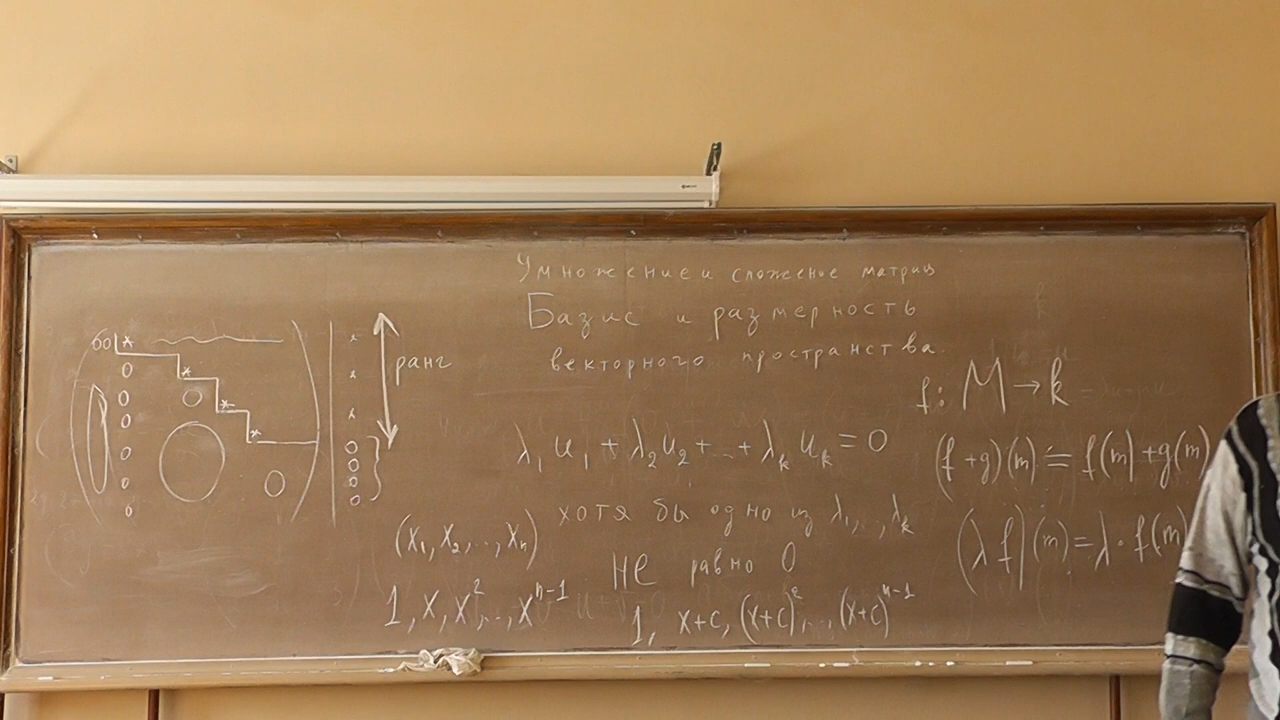 Умножение и сложение матриц
Базис и размерность
векторного пространства.
ранг
f: M → k
λ₁u₁ + λ₂u₂ + ... + λₖuₖ = 0
(f + g)(m) = f(m) + g(m)
хотя бы одно из λ₁, ..., λₖ
не равно 0
(λf)(m) = λ · f(m)
(x₁, x₂, ..., xₙ)
1, x, x², ..., xⁿ⁻¹
1, x+c, (x+c)², ..., (x+c)ⁿ⁻¹